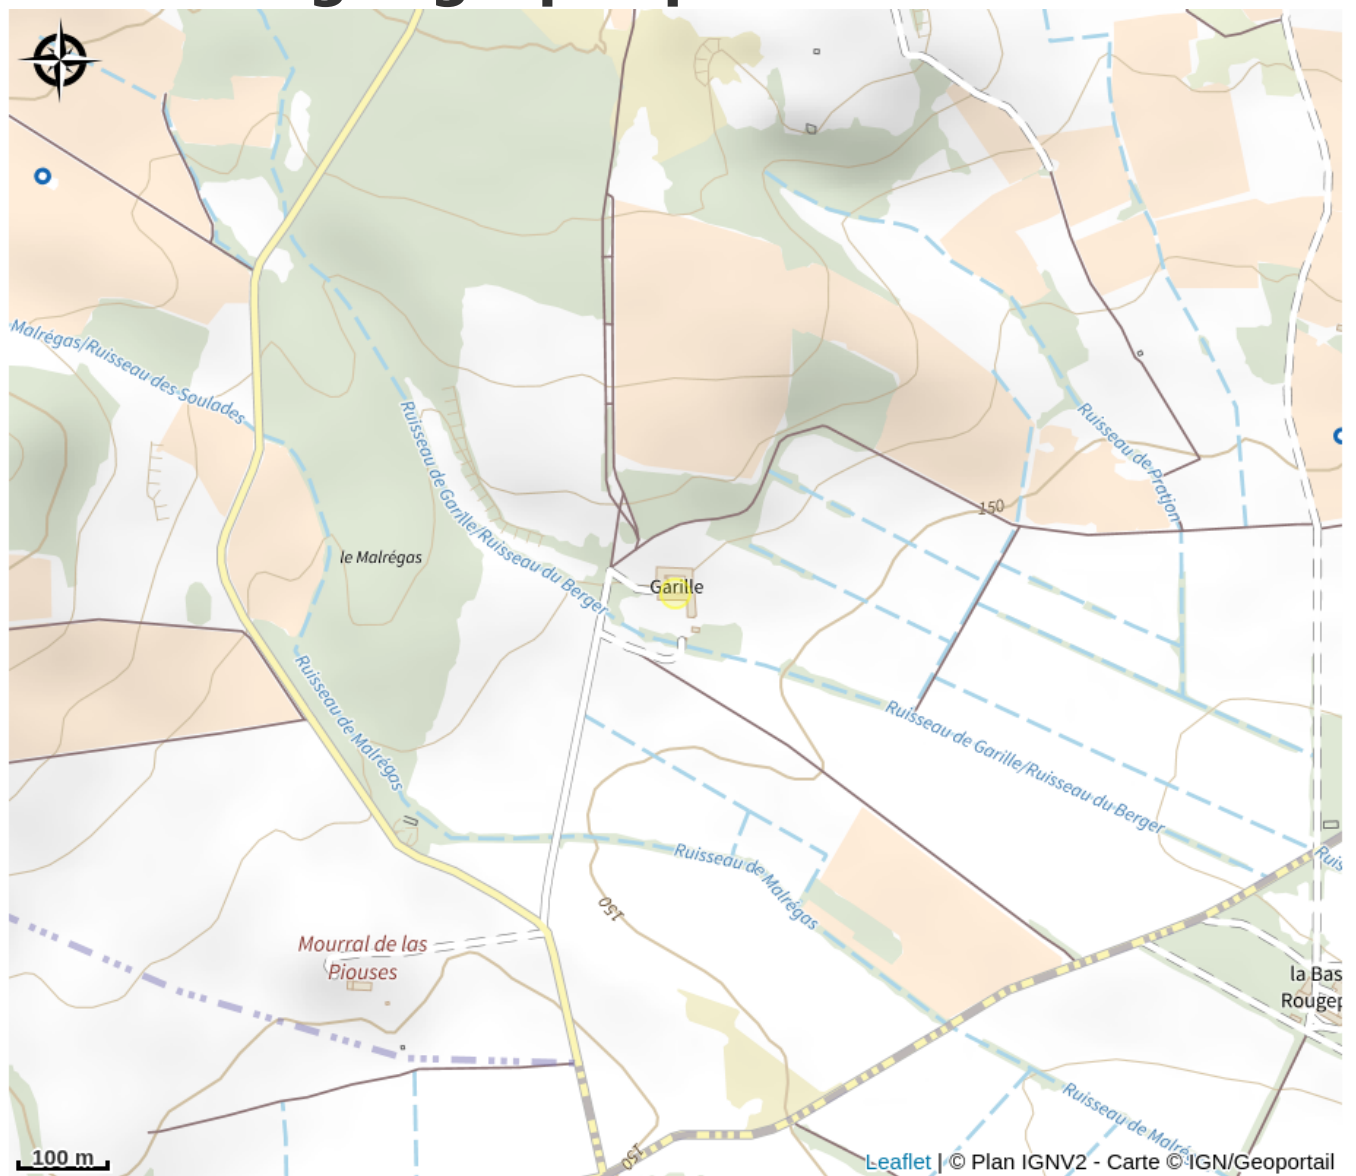 Malrégas/Ruisseau des Soulades
Ruisseau de Garille/Ruisseau du Berger
Ruisseau de Pratjon
150
le Malrégas
Garille
Ruisseau de Malrégas
Ruisseau de Garille/Ruisseau du Berger
Ruisseau de Malrégas
150
Mourral de las
Piouses
la Bas
Rougep
Ruis
Ruisseau de Malré
150
100 m
Leaflet | © Plan IGNV2 - Carte © IGN/Geoportail